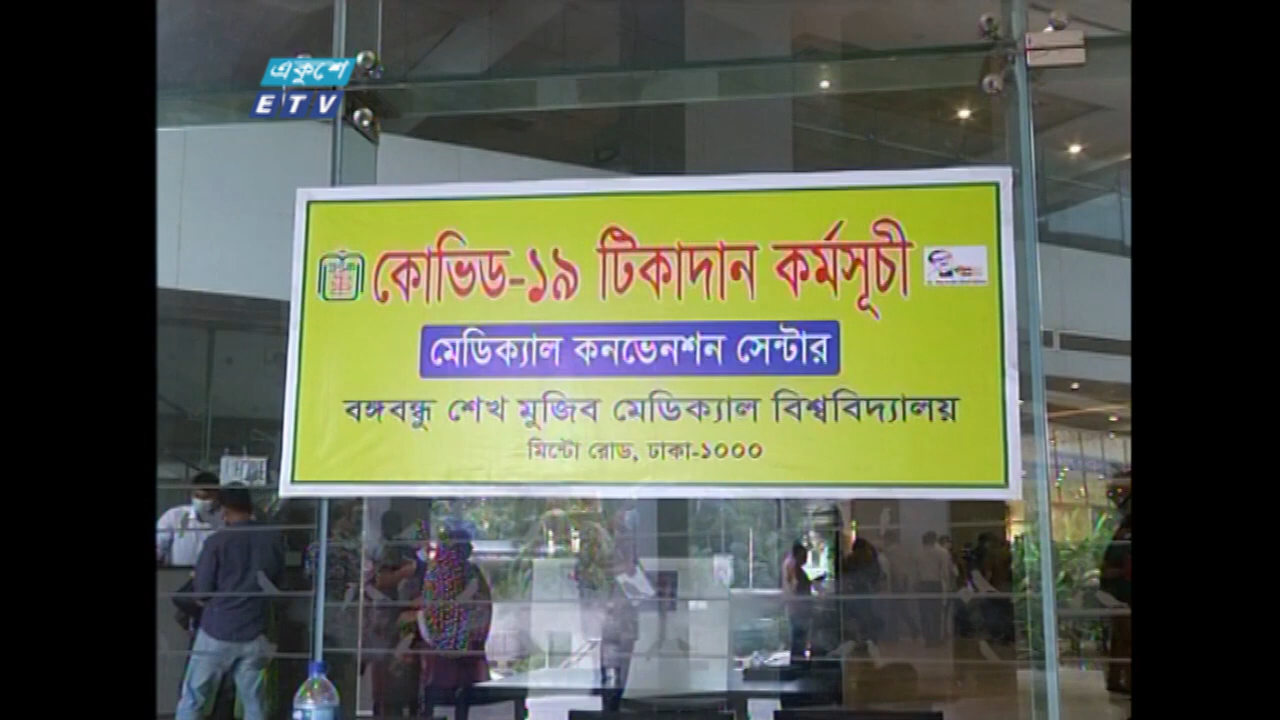 একুশে
ETV
কোভিড-১৯ টিকাদান কর্মসূচী
মেডিক্যাল কনভেনশন সেন্টার
বঙ্গবন্ধু শেখ মুজিব মেডিক্যাল বিশ্ববিদ্যালয়
মিন্টো রোড, ঢাকা-১০০০